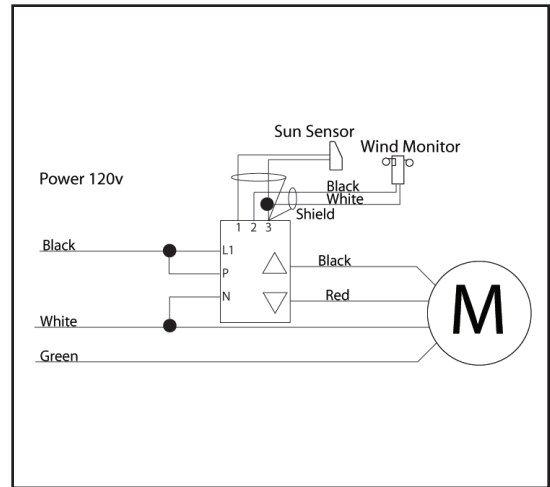 Sun Sensor
Wind Monitor
Power 120v
Black
White
Shield
1 2 3
Black
L1
Black
P
Red
N
White
Green
M